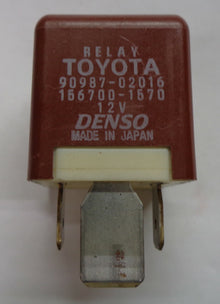 RELAY
TOYOTA
90987-02016
156700-1570
12V
DENSO
MADE IN JAPAN